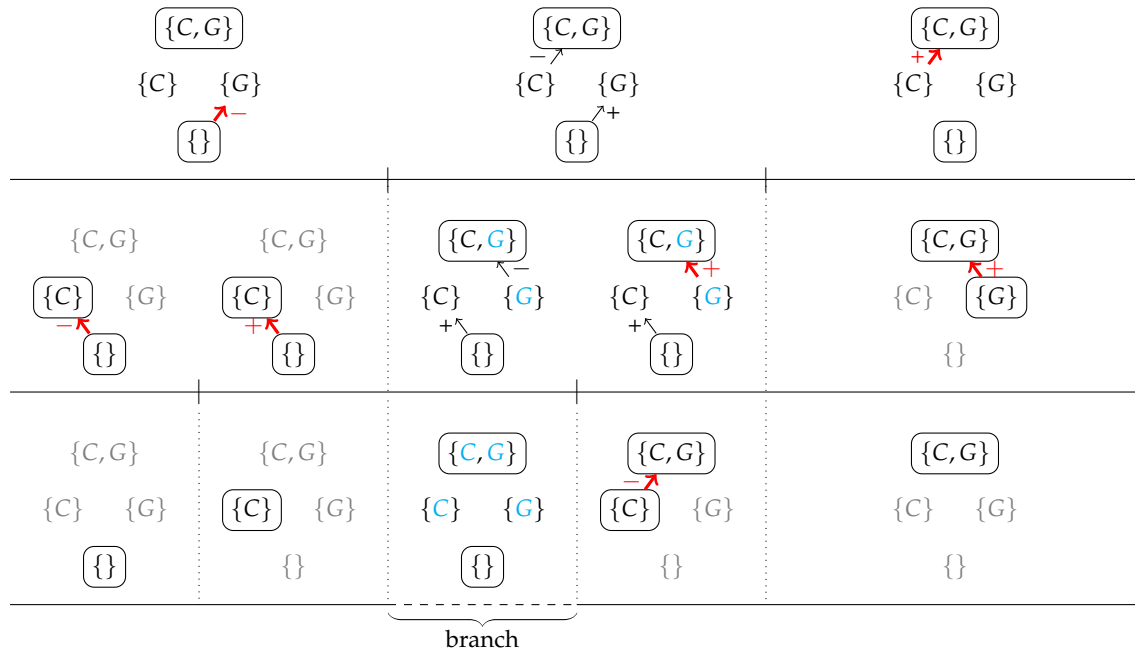 {C, G} {C, G} {C, G}
− − +
{C} {G} {C} {G} {C} {G}
− +
{} {} {}
{C, G} {C, G} {C, G} {C, G} {C, G}
− + +
{C} {G} {C} {G} {C} {G} {C} {G} {C} {G}
− + + +
{} {} {} {} {}
{C, G} {C, G} {C, G} {C, G} {C, G}
−
{C} {G} {C} {G} {C} {G} {C} {G} {C} {G}
{} {} {} {} {}
branch